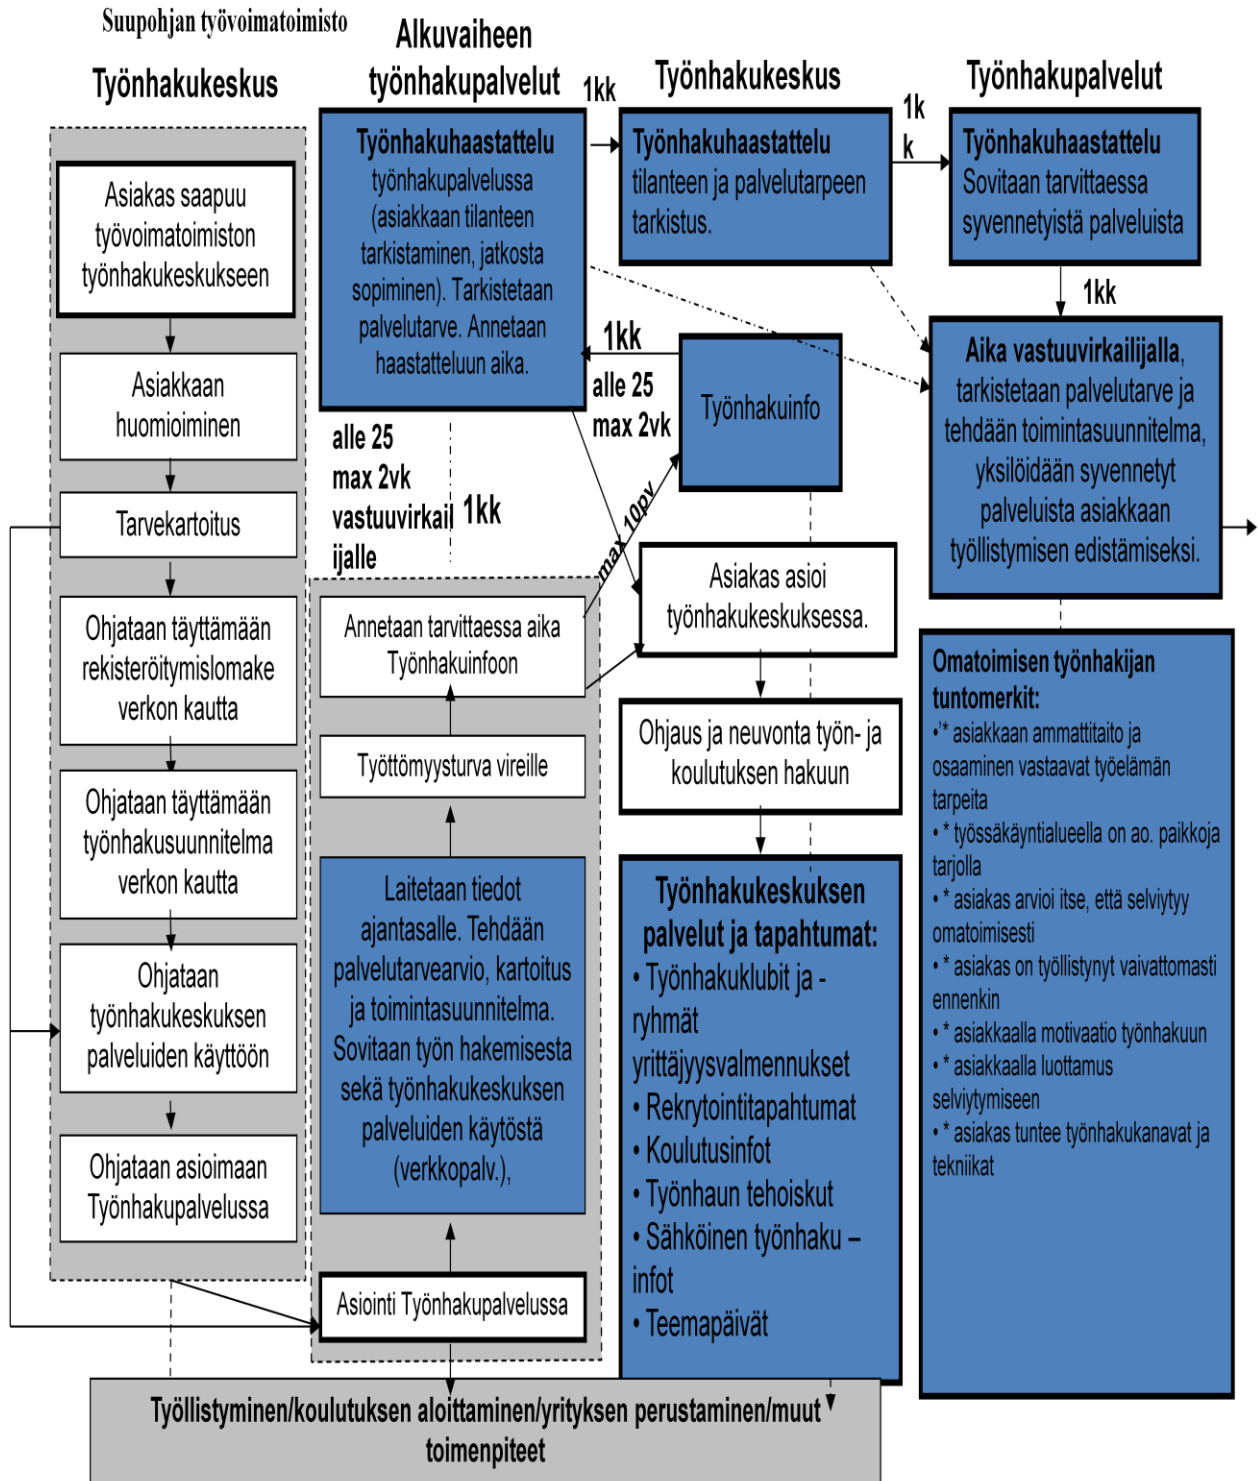 Suupohjan työvoimatoimisto
Työnhakukeskus
Asiakas saapuu
työvoimatoimiston
työnhakukeskukseen
Asiakkaan
huomioiminen
Tarvekartoitus
Ohjataan täyttämään
rekisteröitymislomake
verkon kautta
Ohjataan täyttämään
työnhakusuunnitelma
verkon kautta
Ohjataan
työnhakukeskuksen
palveluiden käyttöön
Ohjataan asioimaan
Työnhakupalvelussa
Alkuvaiheen
työnhakupalvelut
Työnhakuhaastattelu
työnhakupalvelussa
(asiakkaan tilanteen
tarkistaminen, jatkosta
sopiminen). Tarkistetaan
palvelutarve. Annetaan
haastatteluun aika.
alle 25
max 2vk
vastuuvirkail
ijalle
1kk
Annetaan tarvittaessa aika
Työnhakuinfoon
Työttömyysturva vireille
Laitetaan tiedot
ajantasalle. Tehdään
palvelutarvearvio, kartoitus
ja toimintasuunnitelma.
Sovitaan työn hakemisesta
sekä työnhakukeskuksen
palveluiden käytöstä
(verkkopalv.),
Asiointi Työnhakupalvelussa
1kk
Työnhakukeskus
Työnhakuhaastattelu
tilanteen ja palvelutarpeen
tarkistus.
1kk
alle 25
max 2vk
Työnhakuinfo
max 10pv
Asiakas asioi
työnhakukeskuksessa.
Ohjaus ja neuvonta työn- ja
koulutuksen hakuun
Työnhakukeskuksen
palvelut ja tapahtumat:
• Työnhakuklubit ja -
ryhmät
yrittäjyysvalmennukset
• Rekrytointitapahtumat
• Koulutusinfot
• Työnhaun tehoiskut
• Sähköinen työnhaku –
infot
• Teemapäivät
1k
k
Työnhakupalvelut
Työnhakuhaastattelu
Sovitaan tarvittaessa
syvennetyistä palveluista
1kk
Aika vastuuvirkailijalla,
tarkistetaan palvelutarve ja
tehdään toimintasuunnitelma,
yksilöidään syvennetyt
palveluista asiakkaan
työllistymisen edistämiseksi.
Omatoimisen työnhakijan
tuntomerkit:
•'* asiakkaan ammattitaito ja
osaaminen vastaavat työelämän
tarpeita
• * työssäkäyntialueella on ao. paikkoja
tarjolla
• * asiakas arvioi itse, että selviytyy
omatoimisesti
• * asiakas on työllistynyt vaivattomasti
ennenkin
• * asiakkaalla motivaatio työnhakuun
• * asiakkaalla luottamus
selviytymiseen
• * asiakas tuntee työnhakukanavat ja
tekniikat
Työllistyminen/koulutuksen aloittaminen/yrityksen perustaminen/muut
toimenpiteet